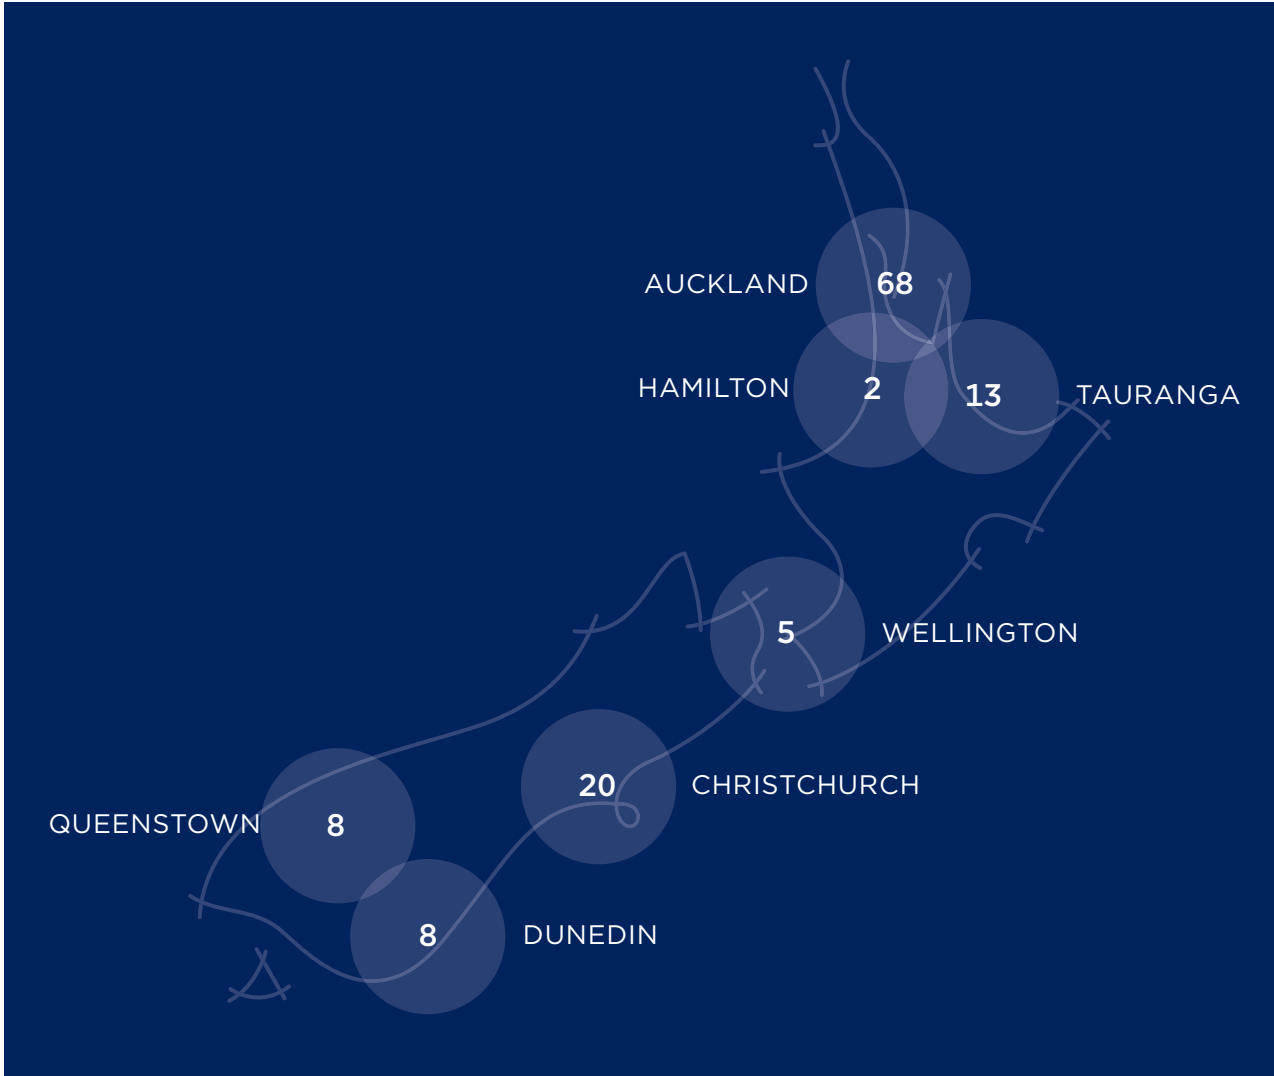 AUCKLAND 68
HAMILTON 2 13 TAURANGA
5 WELLINGTON
20 CHRISTCHURCH
QUEENSTOWN 8
8 DUNEDIN